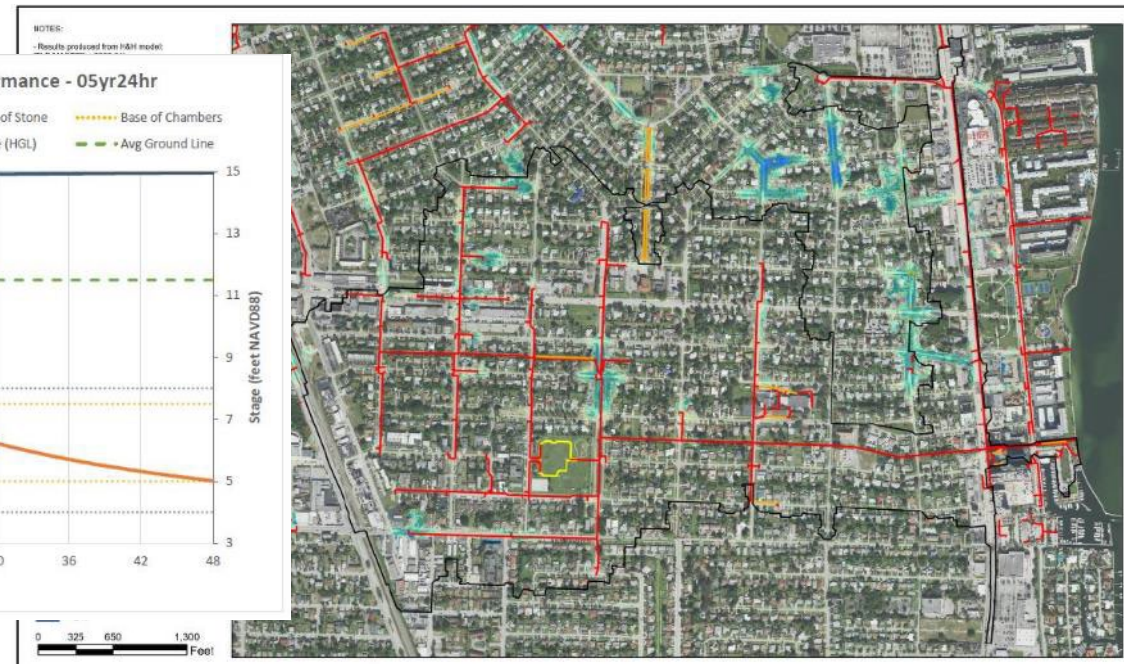 NOTES:
- Results produced from H&H model:
mance - 05yr24hr
of Stone
Base of Chambers
(HGL)
Avg Ground Line
15
13
11
9
7
5
3
Stage (feet NAVD88)
36
42
48
0 325 650 1,300
Feet